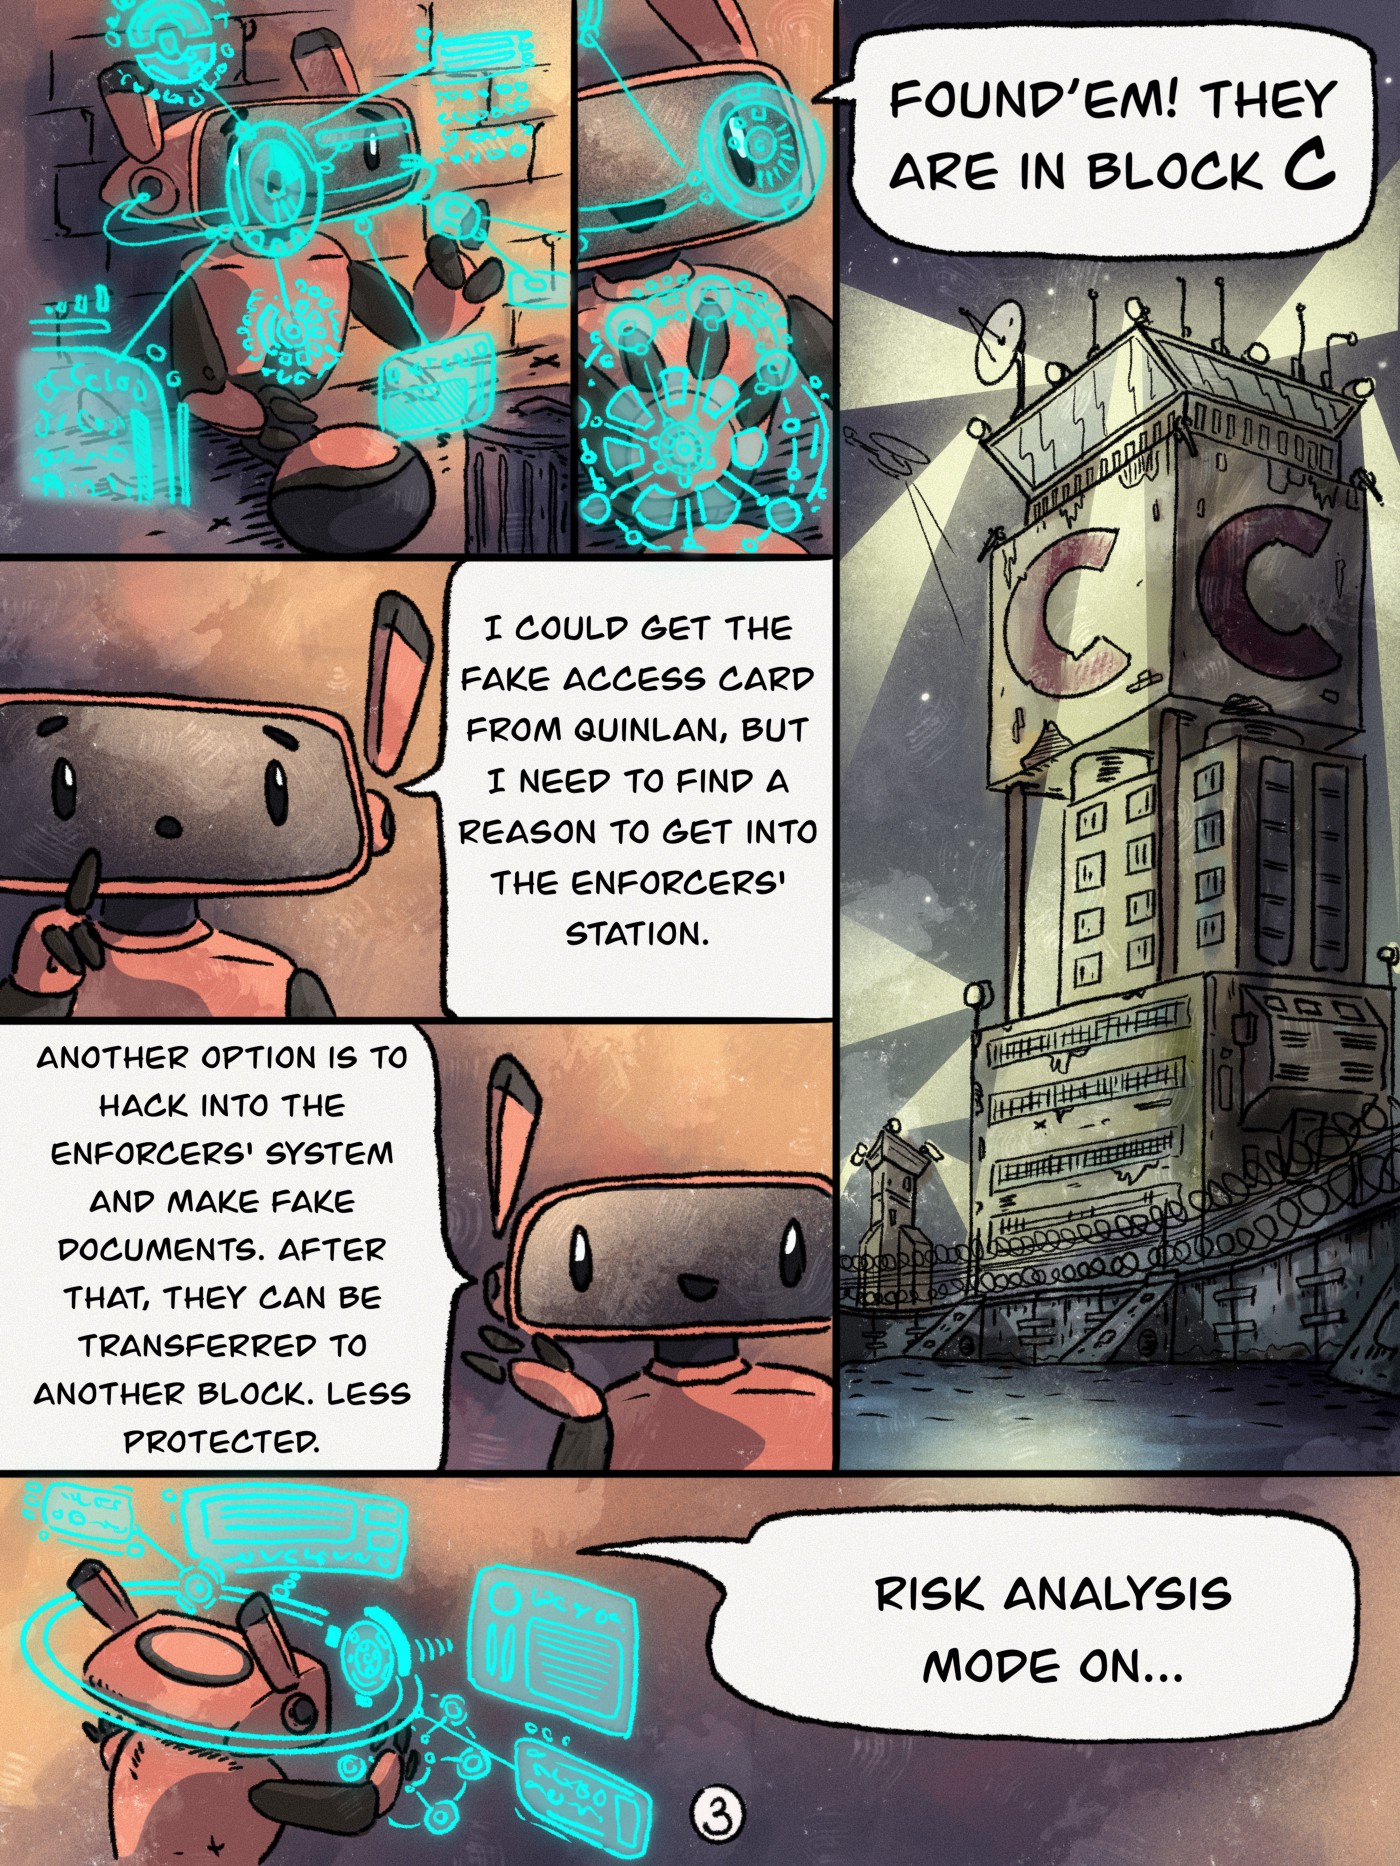 FOUND'EM! THEY
ARE IN BLOCK C
C C
I COULD GET THE
FAKE ACCESS CARD
FROM QUINLAN, BUT
I NEED TO FIND A
REASON TO GET INTO
THE ENFORCERS'
STATION.
ANOTHER OPTION IS TO
HACK INTO THE
ENFORCERS' SYSTEM
AND MAKE FAKE
DOCUMENTS. AFTER
THAT, THEY CAN BE
TRANSFERRED TO
ANOTHER BLOCK. LESS
PROTECTED.
RISK ANALYSIS
MODE ON...
3